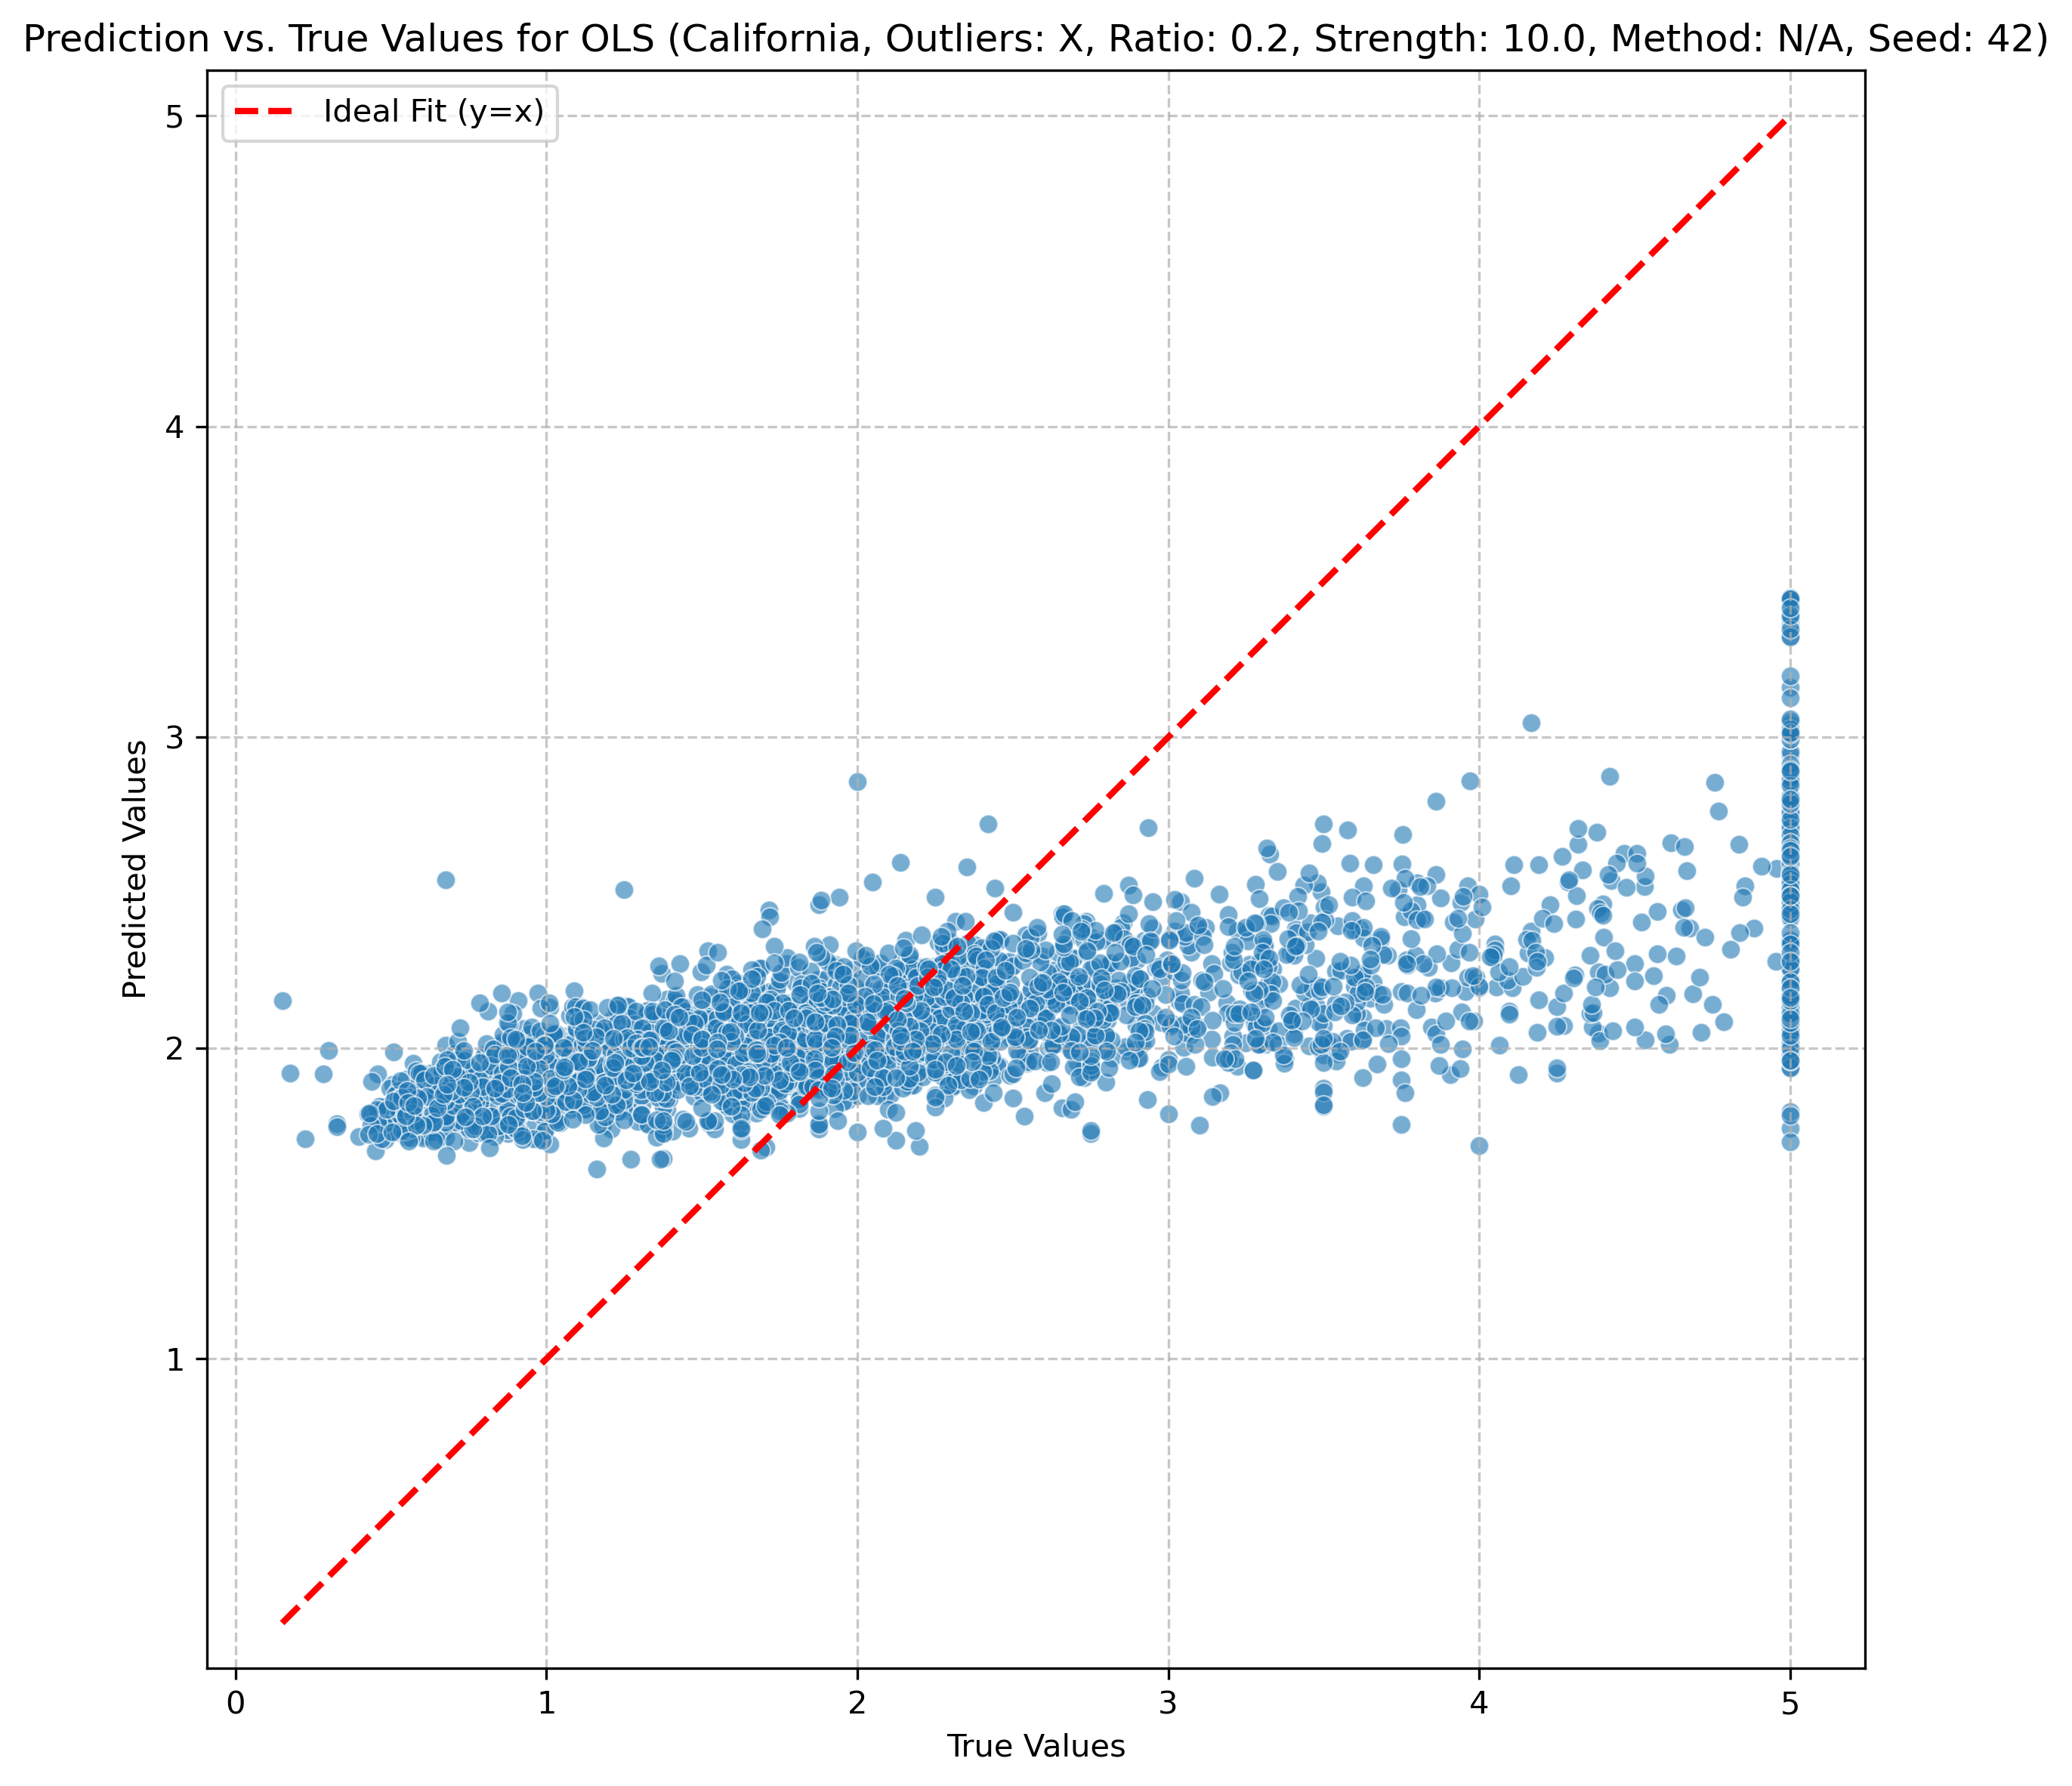 Prediction vs. True Values for OLS (California, Outliers: X, Ratio: 0.2, Strength: 10.0, Method: N/A, Seed: 42)
Ideal Fit (y=x)
5
4
3
2
1
Predicted Values
0 1 2 3 4 5
True Values